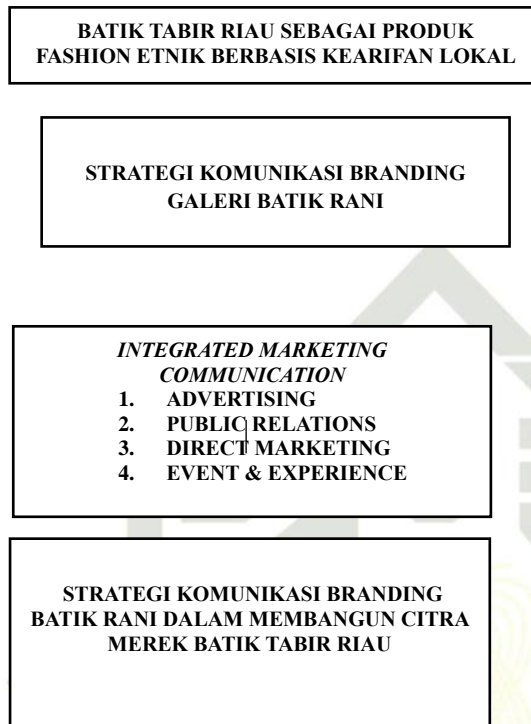 BATIK TABIR RIAU SEBAGAI PRODUK
FASHION ETNIK BERBASIS KEARIFAN LOKAL
STRATEGI KOMUNIKASI BRANDING
GALERI BATIK RANI
INTEGRATED MARKETING
COMMUNICATION
1. ADVERTISING
2. PUBLIC RELATIONS
3. DIRECT MARKETING
4. EVENT & EXPERIENCE
STRATEGI KOMUNIKASI BRANDING
BATIK RANI DALAM MEMBANGUN CITRA
MEREK BATIK TABIR RIAU